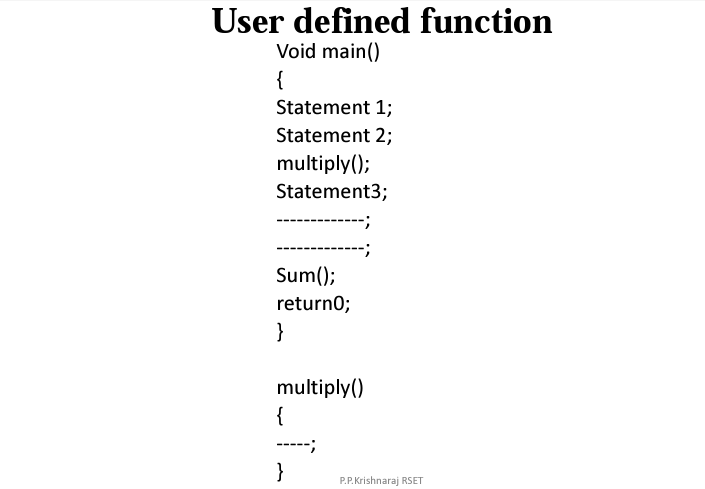 User defined function
Void main()
{
Statement 1;
Statement 2;
multiply();
Statement3;
-------------;
-------------;
Sum();
return0;
}
multiply()
{
-----;
}
P.P.Krishnaraj RSET